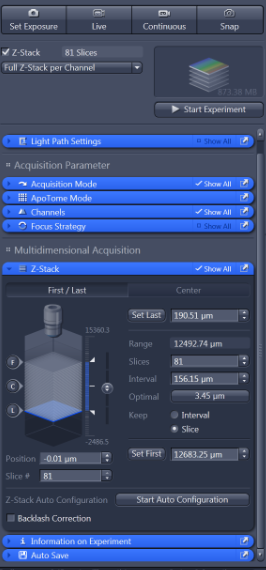 Set Exposure
Live
Continuous
Snap
Z-Stack
81 Slices
Full Z-Stack per Channel
873.38 MB
Start Experiment
Light Path Settings
Show All
Acquisition Parameter
Acquisition Mode
Show All
ApoTome Mode
Channels
Show All
Focus Strategy
Show All
Multidimensional Acquisition
Z-Stack
Show All
First / Last
Center
15360.3
Set Last
190.51 µm
Range
12492.74 µm
F
Slices
81
Interval
156.15 µm
C
Optimal
3.45 µm
L
Keep
Interval
Slice
-2486.5
Position
-0.01 µm
Set First
12683.25 µm
Slice #
81
Z-Stack Auto Configuration
Start Auto Configuration
Backlash Correction
Information on Experiment
Auto Save